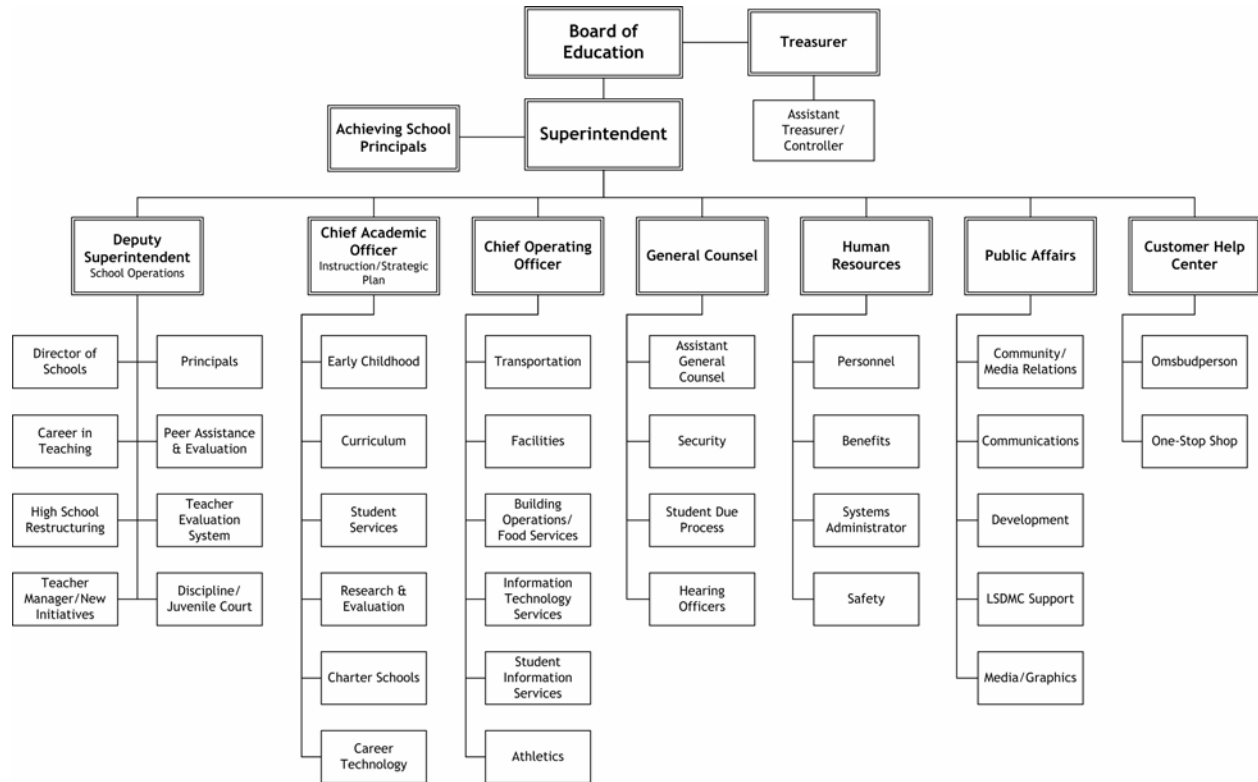 Board of
Education
Treasurer
Assistant
Treasurer/
Controller
Achieving School
Principals
Superintendent
Deputy
Superintendent
School Operations
Chief Academic
Officer
Instruction/Strategic
Plan
Chief Operating
Officer
General Counsel
Human
Resources
Public Affairs
Customer Help
Center
Director of
Schools
Principals
Career in
Teaching
Peer Assistance
& Evaluation
High School
Restructuring
Teacher
Evaluation
System
Teacher
Manager/New
Initiatives
Discipline/
Juvenile Court
Early Childhood
Curriculum
Student
Services
Research &
Evaluation
Charter Schools
Career
Technology
Transportation
Facilities
Building
Operations/
Food Services
Information
Technology
Services
Student
Information
Services
Athletics
Assistant
General
Counsel
Security
Student Due
Process
Hearing
Officers
Personnel
Benefits
Systems
Administrator
Safety
Community/
Media Relations
Communications
Development
LSDMC Support
Media/Graphics
Omsbudperson
One-Stop Shop